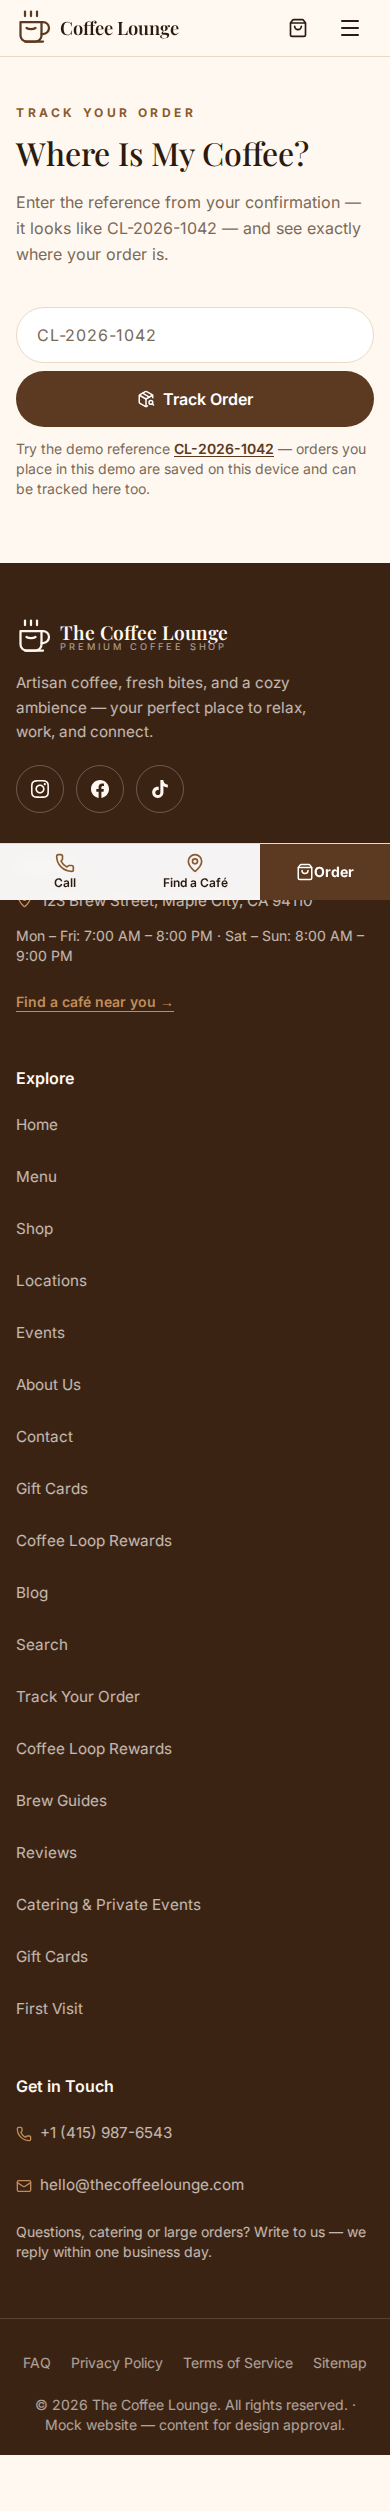 Coffee Lounge
TRACK YOUR ORDER
Where Is My Coffee?
Enter the reference from your confirmation —
it looks like CL-2026-1042 — and see exactly
where your order is.
CL-2026-1042
Track Order
Try the demo reference CL-2026-1042 — orders you
place in this demo are saved on this device and can
be tracked here too.
The Coffee Lounge
PREMIUM COFFEE SHOP
Artisan coffee, fresh bites, and a cozy
ambience — your perfect place to relax,
work, and connect.
Call
Find a Café
Order
123 Brew Street, Maple City, CA 94110
Mon – Fri: 7:00 AM – 8:00 PM · Sat – Sun: 8:00 AM –
9:00 PM
Find a café near you →
Explore
Home
Menu
Shop
Locations
Events
About Us
Contact
Gift Cards
Coffee Loop Rewards
Blog
Search
Track Your Order
Coffee Loop Rewards
Brew Guides
Reviews
Catering & Private Events
Gift Cards
First Visit
Get in Touch
+1 (415) 987-6543
hello@thecoffeelounge.com
Questions, catering or large orders? Write to us — we
reply within one business day.
FAQ Privacy Policy Terms of Service Sitemap
© 2026 The Coffee Lounge. All rights reserved. ·
Mock website — content for design approval.